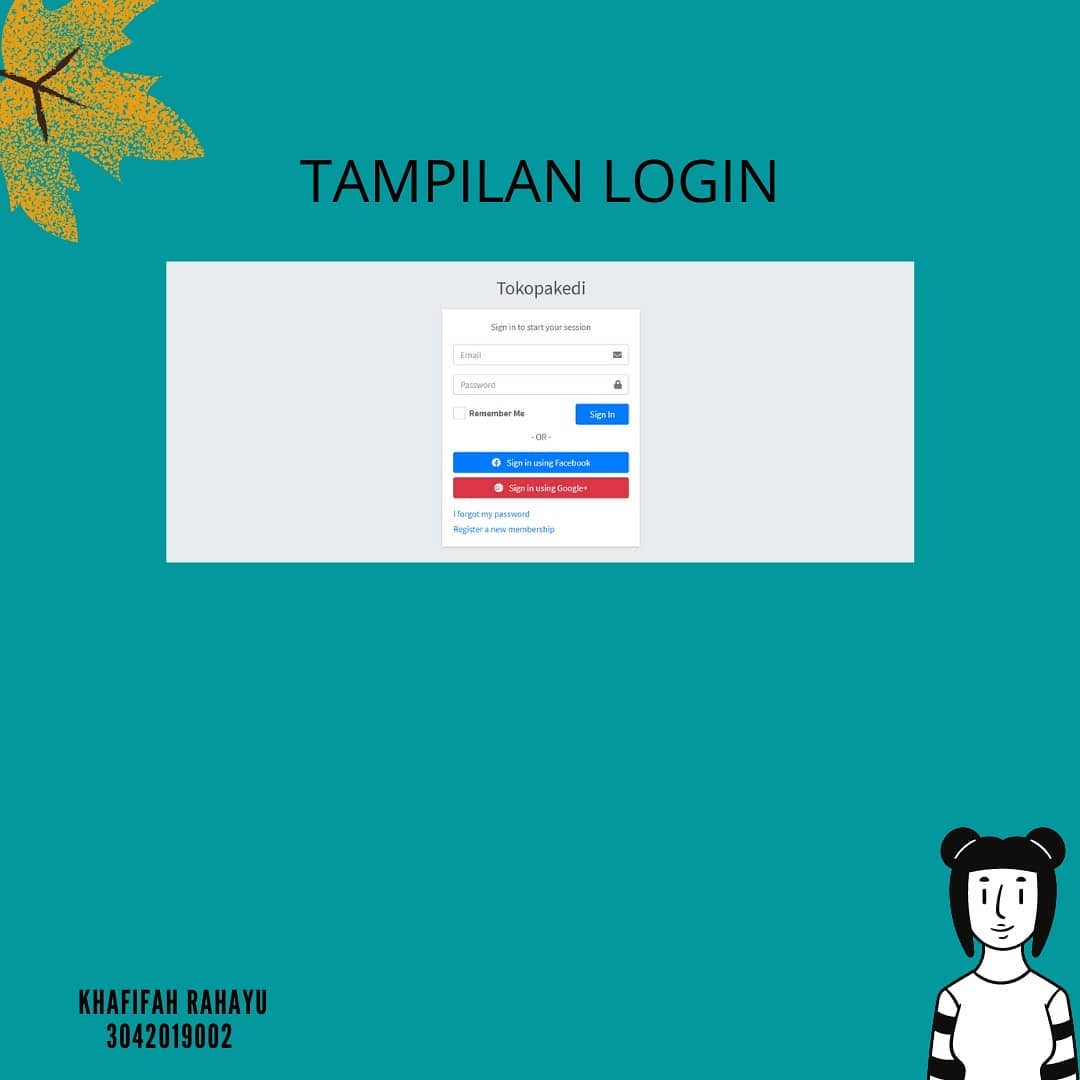 TAMPILAN LOGIN
Tokopakedi
Sign in to start your session
Email
Password
Remember Me
Sign In
- OR -
Sign in using Facebook
Sign in using Google+
I forgot my password
Register a new membership
KHAFIFAH RAHAYU
3042019002